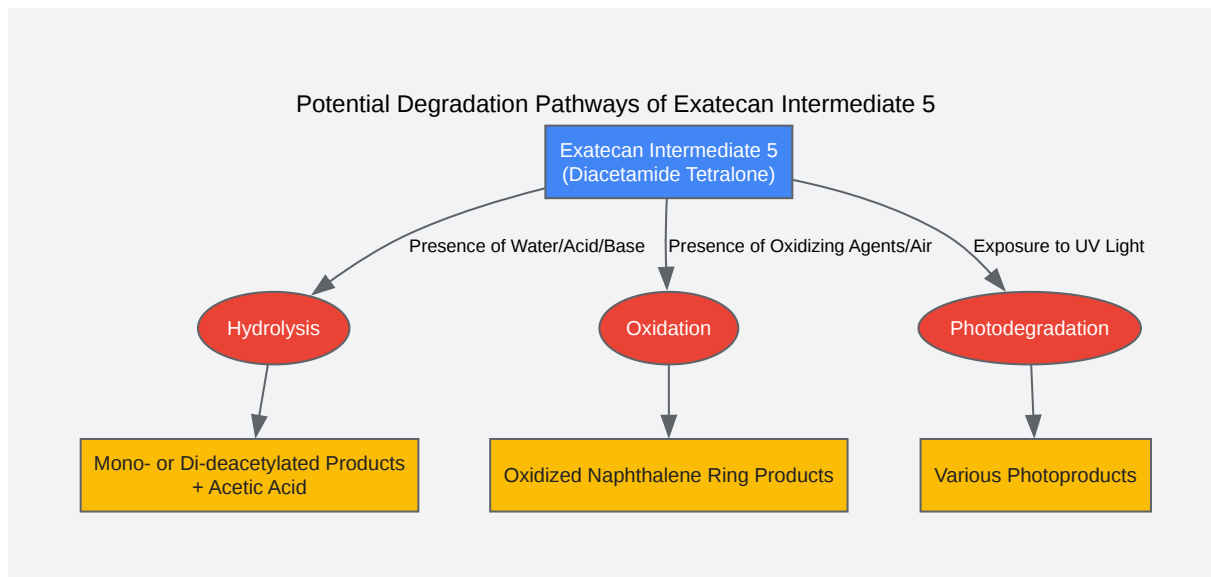 Potential Degradation Pathways of Exatecan Intermediate 5
Exatecan Intermediate 5
(Diacetamide Tetralone)
Presence of Water/Acid/Base
Presence of Oxidizing Agents/Air
Exposure to UV Light
Hydrolysis
Oxidation
Photodegradation
Mono- or Di-deacetylated Products
+ Acetic Acid
Oxidized Naphthalene Ring Products
Various Photoproducts